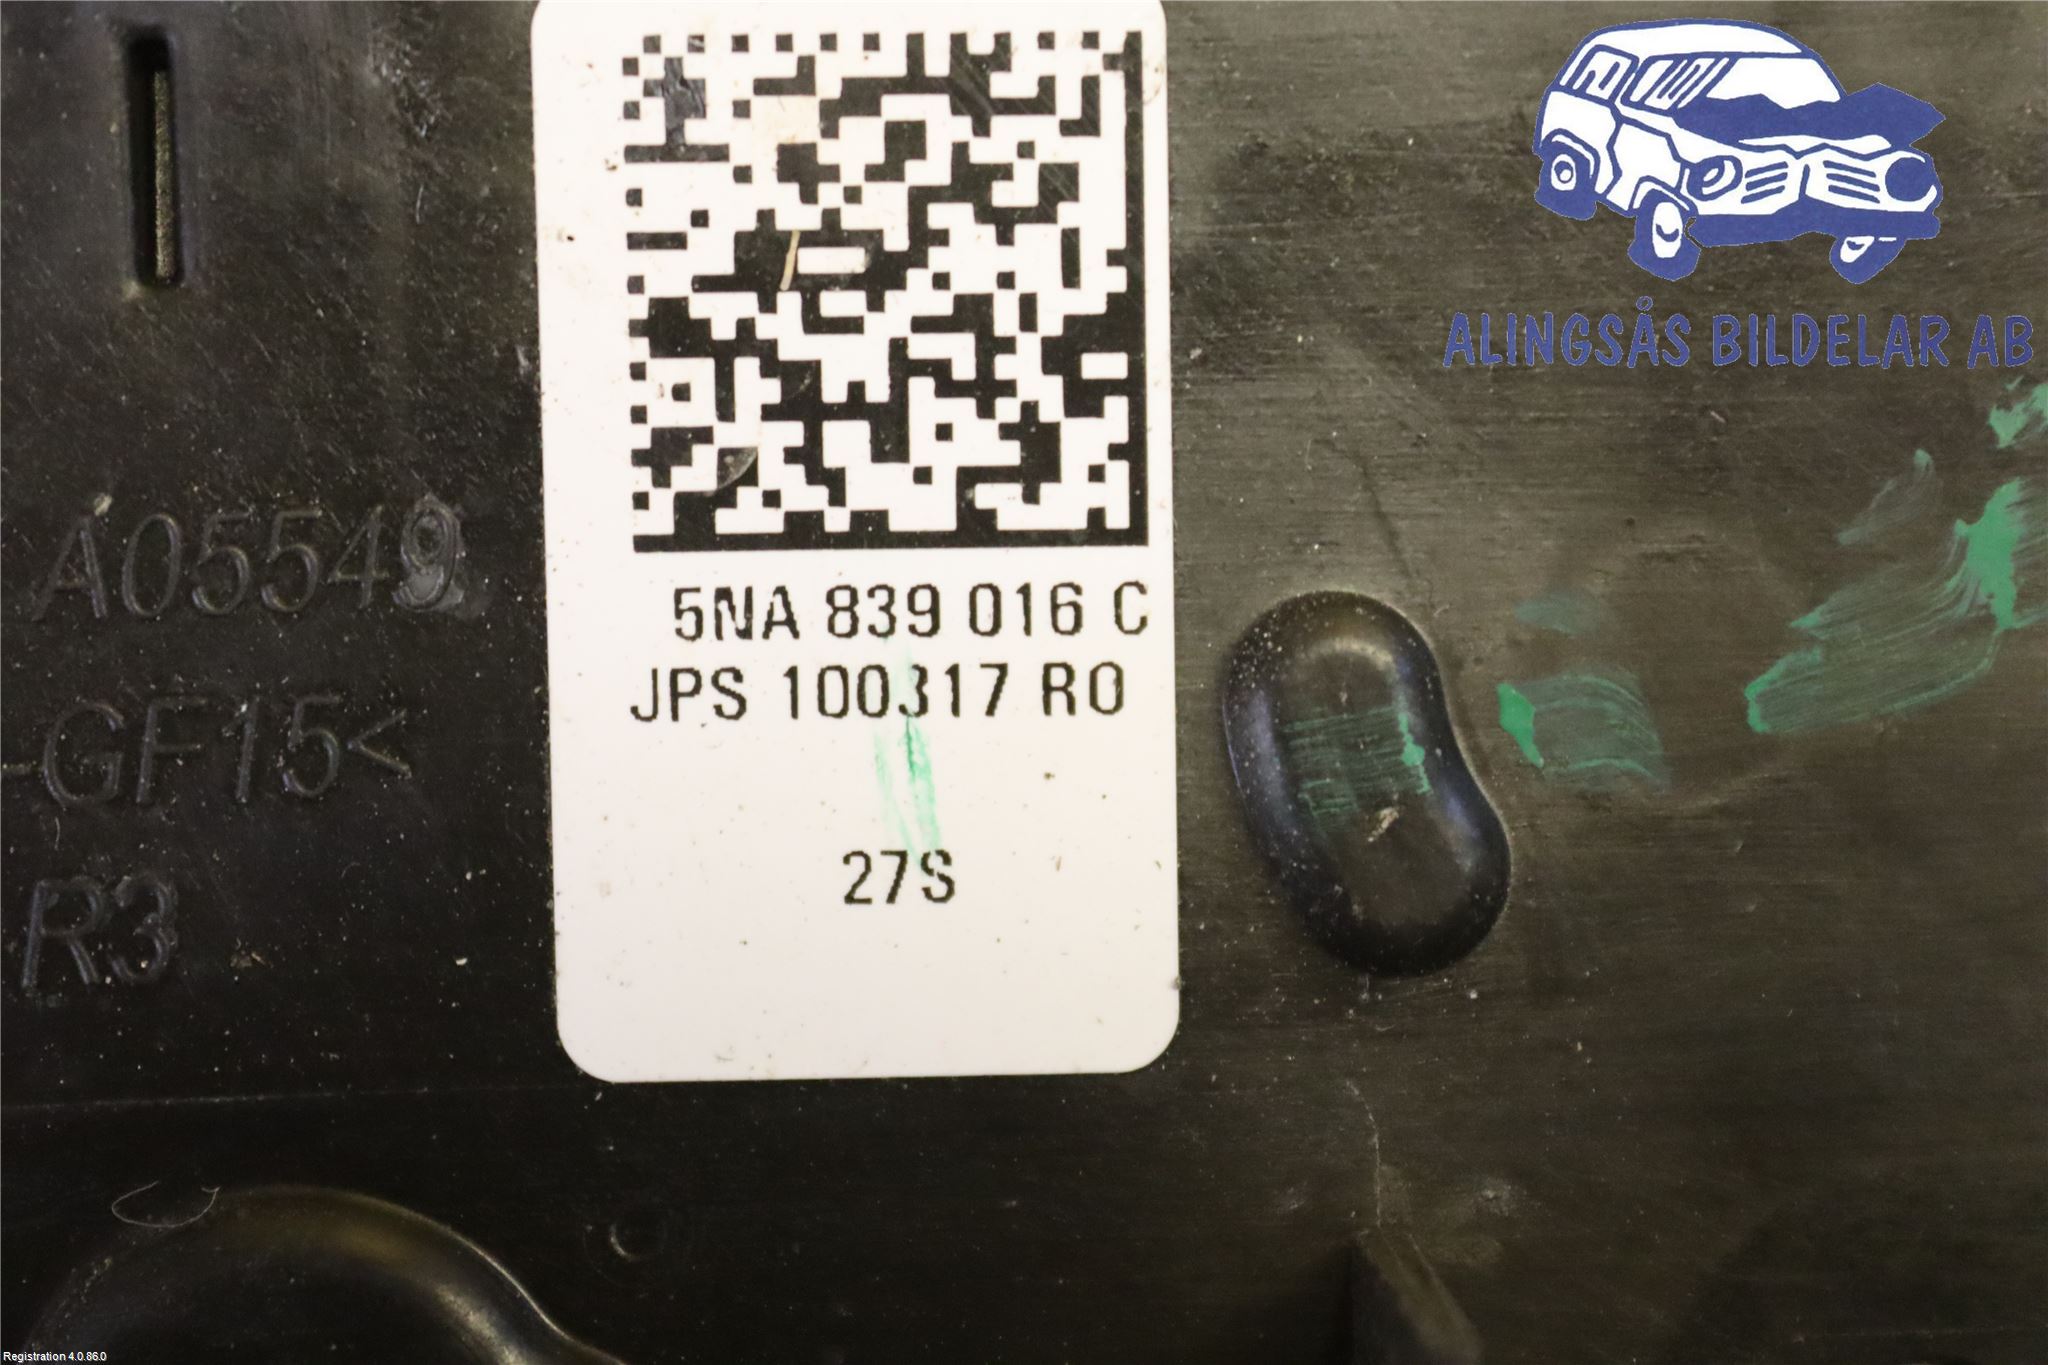 ALINGSÅS BILDELAR AB
A05549
-GF15<
R3
5NA 839 016 C
JPS 100317 R0
27S
Registration 4.0.86.0